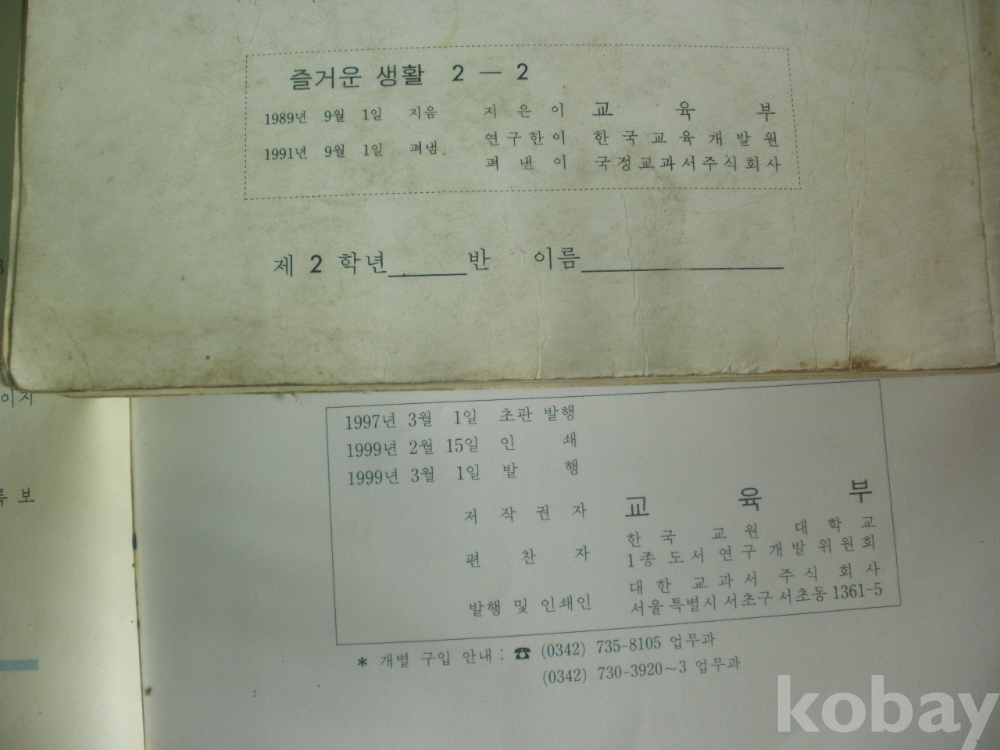 즐거운 생활 2 — 2
1989년 9월 1일 지음 지은이 교육부
연구한이 한국교육개발원
1991년 9월 1일 펴냄 펴낸이 국정교과서주식회사
제 2 학년 반 이름
이지
1997년 3월 1일 초판 발행
1999년 2월 15일 인쇄
1999년 3월 1일 발행
저작권자 교육부
한국교원대학교
편찬자 1종도서연구개발위원회
대한교과서주식회사
발행 및 인쇄인 서울특별시 서초구 서초동 1361-5
보
* 개별 구입 안내 : ☎ (0342) 735-8105 업무과
(0342) 730-3920~3 업무과
kobay